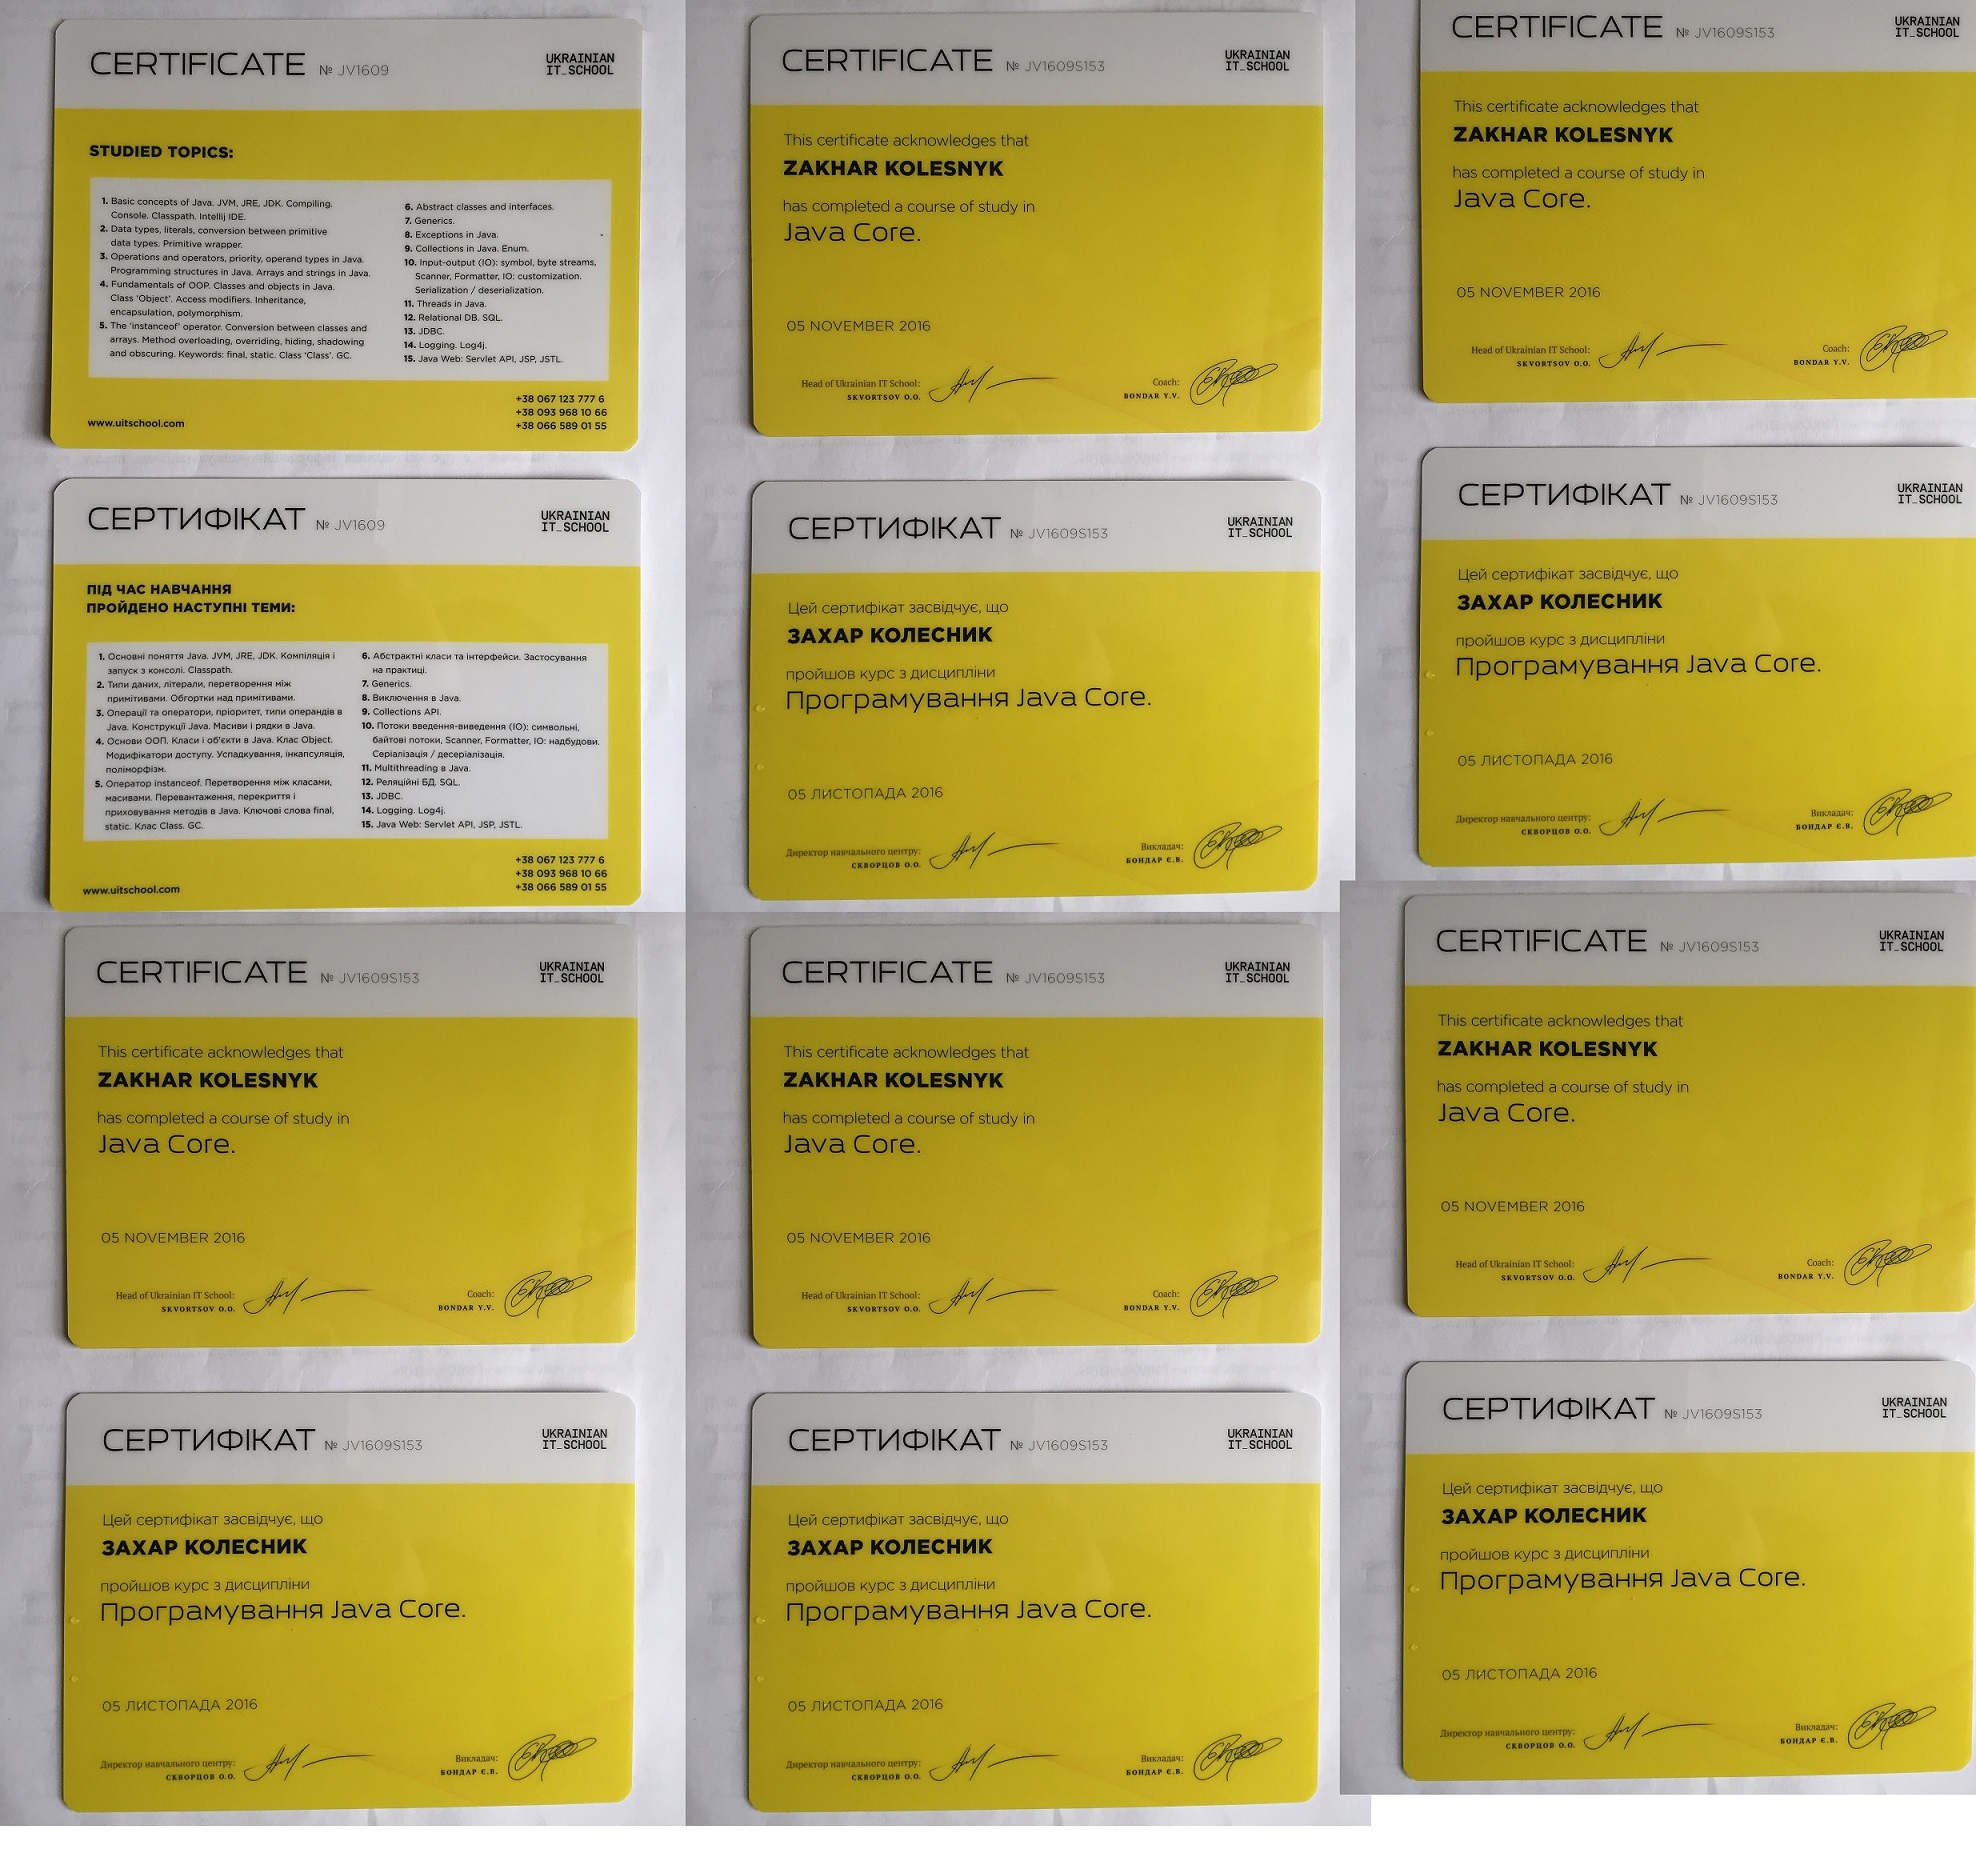 CERTIFICATE № JV1609
UKRAINIAN
IT_SCHOOL
STUDIED TOPICS:
1. Basic concepts of Java. JVM, JRE, JDK. Compiling.
Console. Classpath. Intellij IDE.
2. Data types, literals, conversion between primitive
data types. Primitive wrapper.
3. Operations and operators, priority, operand types in Java.
Programming structures in Java. Arrays and strings in Java.
4. Fundamentals of OOP. Classes and objects in Java.
Class 'Object'. Access modifiers. Inheritance,
encapsulation, polymorphism.
5. The 'instanceof' operator. Conversion between classes and
arrays. Method overloading, overriding, hiding, shadowing
and obscuring. Keywords: final, static. Class 'Class'. GC.
6. Abstract classes and interfaces.
7. Generics.
8. Exceptions in Java.
9. Collections in Java. Enum.
10. Input-output (IO): symbol, byte streams,
Scanner, Formatter, IO: customization.
Serialization / deserialization.
11. Threads in Java.
12. Relational DB. SQL.
13. JDBC.
14. Logging. Log4j.
15. Java Web: Servlet API, JSP, JSTL.
www.uitschool.com
+38 067 123 777 6
+38 093 968 10 66
+38 066 589 01 55
CERTIFICATE № JV1609S153
UKRAINIAN
IT_SCHOOL
This certificate acknowledges that
ZAKHAR KOLESNYK
has completed a course of study in
Java Core.
05 NOVEMBER 2016
Head of Ukrainian IT School:
SKVORTSOV O.O.
Coach:
BONDAR Y.V.
CERTIFICATE № JV1609S153
UKRAINIAN
IT_SCHOOL
This certificate acknowledges that
ZAKHAR KOLESNYK
has completed a course of study in
Java Core.
05 NOVEMBER 2016
Head of Ukrainian IT School:
SKVORTSOV O.O.
Coach:
BONDAR Y.V.
СЕРТИФІКАТ № JV1609
UKRAINIAN
IT_SCHOOL
ПІД ЧАС НАВЧАННЯ
ПРОЙДЕНО НАСТУПНІ ТЕМИ:
1. Основні поняття Java. JVM, JRE, JDK. Компіляція і
запуск з консолі. Classpath.
2. Типи даних, літерали, перетворення між
примітивами. Обгортки над примітивами.
3. Операції та оператори, пріоритет, типи операндів в
Java. Конструкції Java. Масиви і рядки в Java.
4. Основи ООП. Класи і об'єкти в Java. Клас Object.
Модифікатори доступу. Успадкування, інкапсуляція,
поліморфізм.
5. Оператор instanceof. Перетворення між класами,
масивами. Перевантаження, перекриття і
приховування методів в Java. Ключові слова final,
static. Клас Class. GC.
6. Абстрактні класи та інтерфейси. Застосування
на практиці.
7. Generics.
8. Виключення в Java.
9. Collections API.
10. Потоки введення-виведення (IO): символьні,
байтові потоки, Scanner, Formatter, IO: надбудови.
Серіалізація / десеріалізація.
11. Multithreading в Java.
12. Реляційні БД. SQL.
13. JDBC.
14. Logging. Log4j.
15. Java Web: Servlet API, JSP, JSTL.
www.uitschool.com
+38 067 123 777 6
+38 093 968 10 66
+38 066 589 01 55
СЕРТИФІКАТ № JV1609S153
UKRAINIAN
IT_SCHOOL
Цей сертифікат засвідчує, що
ЗАХАР КОЛЕСНИК
пройшов курс з дисципліни
Програмування Java Core.
05 ЛИСТОПАДА 2016
Директор навчального центру:
СКВОРЦОВ О.О.
Викладач:
БОНДАР Є.В.
СЕРТИФІКАТ № JV1609S153
UKRAINIAN
IT_SCHOOL
Цей сертифікат засвідчує, що
ЗАХАР КОЛЕСНИК
пройшов курс з дисципліни
Програмування Java Core.
05 ЛИСТОПАДА 2016
Директор навчального центру:
СКВОРЦОВ О.О.
Викладач:
БОНДАР Є.В.
CERTIFICATE № JV1609S153
UKRAINIAN
IT_SCHOOL
This certificate acknowledges that
ZAKHAR KOLESNYK
has completed a course of study in
Java Core.
05 NOVEMBER 2016
Head of Ukrainian IT School:
SKVORTSOV O.O.
Coach:
BONDAR Y.V.
CERTIFICATE № JV1609S153
UKRAINIAN
IT_SCHOOL
This certificate acknowledges that
ZAKHAR KOLESNYK
has completed a course of study in
Java Core.
05 NOVEMBER 2016
Head of Ukrainian IT School:
SKVORTSOV O.O.
Coach:
BONDAR Y.V.
CERTIFICATE № JV1609S153
UKRAINIAN
IT_SCHOOL
This certificate acknowledges that
ZAKHAR KOLESNYK
has completed a course of study in
Java Core.
05 NOVEMBER 2016
Head of Ukrainian IT School:
SKVORTSOV O.O.
Coach:
BONDAR Y.V.
СЕРТИФІКАТ № JV1609S153
UKRAINIAN
IT_SCHOOL
Цей сертифікат засвідчує, що
ЗАХАР КОЛЕСНИК
пройшов курс з дисципліни
Програмування Java Core.
05 ЛИСТОПАДА 2016
Директор навчального центру:
СКВОРЦОВ О.О.
Викладач:
БОНДАР Є.В.
СЕРТИФІКАТ № JV1609S153
UKRAINIAN
IT_SCHOOL
Цей сертифікат засвідчує, що
ЗАХАР КОЛЕСНИК
пройшов курс з дисципліни
Програмування Java Core.
05 ЛИСТОПАДА 2016
Директор навчального центру:
СКВОРЦОВ О.О.
Викладач:
БОНДАР Є.В.
СЕРТИФІКАТ № JV1609S153
UKRAINIAN
IT_SCHOOL
Цей сертифікат засвідчує, що
ЗАХАР КОЛЕСНИК
пройшов курс з дисципліни
Програмування Java Core.
05 ЛИСТОПАДА 2016
Директор навчального центру:
СКВОРЦОВ О.О.
Викладач:
БОНДАР Є.В.